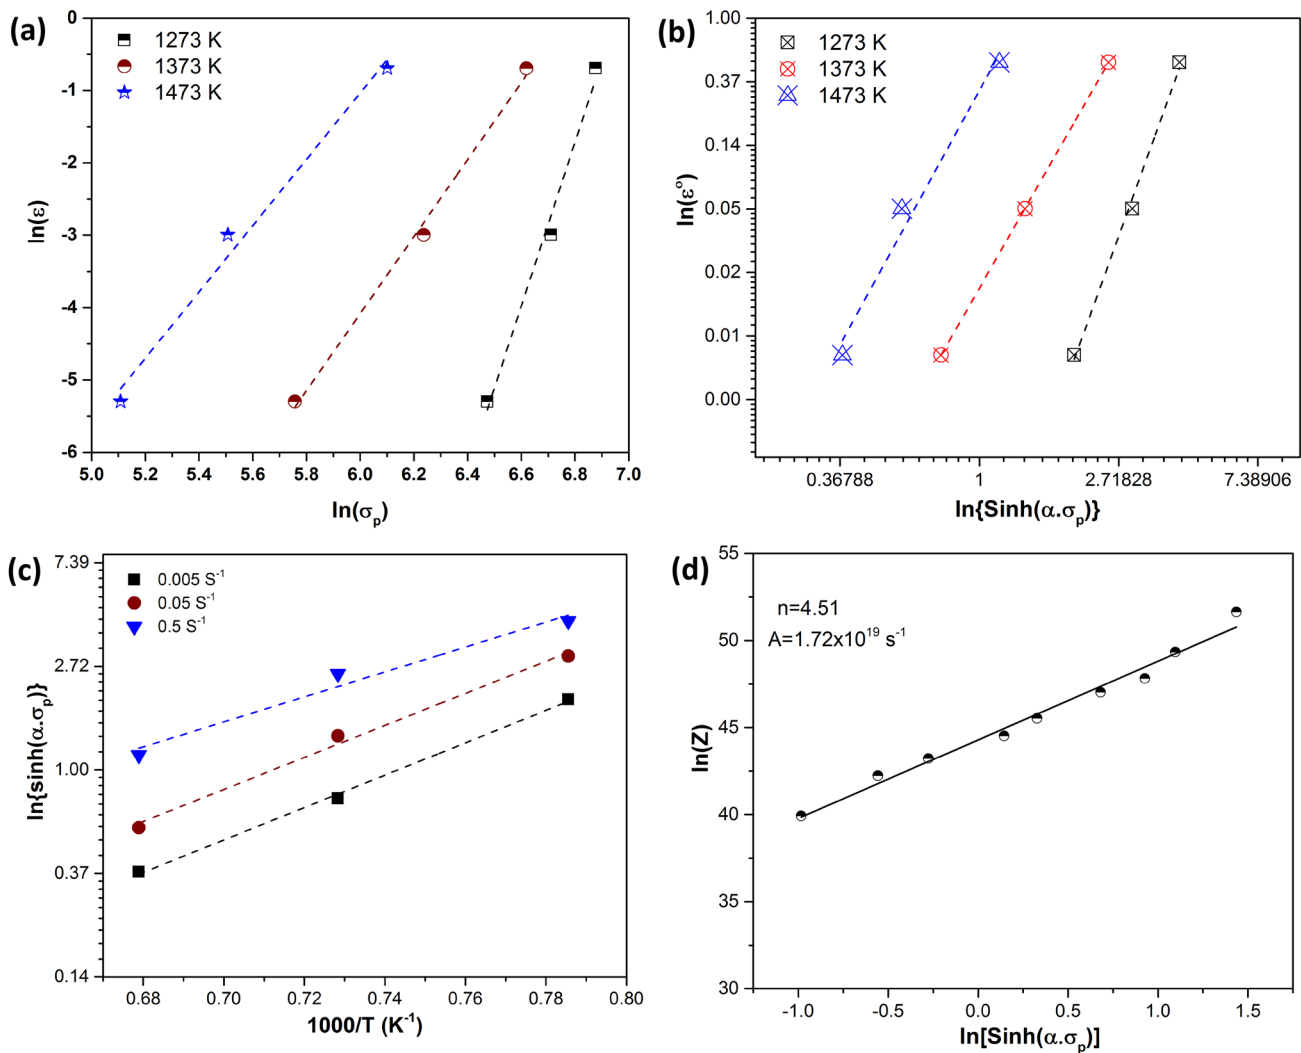 (a)
1273 K
1373 K
1473 K
0
-1
-2
-3
-4
-5
-6
ln(ε)
5.0 5.2 5.4 5.6 5.8 6.0 6.2 6.4 6.6 6.8 7.0
ln(σp)
(b)
1273 K
1373 K
1473 K
1.00
0.37
0.14
0.05
0.02
0.01
0.00
ln(ε°)
0.36788 1 2.71828 7.38906
ln{Sinh(α.σp)}
(c)
0.005 S-1
0.05 S-1
0.5 S-1
7.39
2.72
1.00
0.37
0.14
ln{sinh(α.σp)}
0.68 0.70 0.72 0.74 0.76 0.78 0.80
1000/T (K-1)
(d)
n=4.51
A=1.72x10^19 s-1
55
50
45
40
35
30
ln(Z)
-1.0 -0.5 0.0 0.5 1.0 1.5
ln[Sinh(α.σp)]